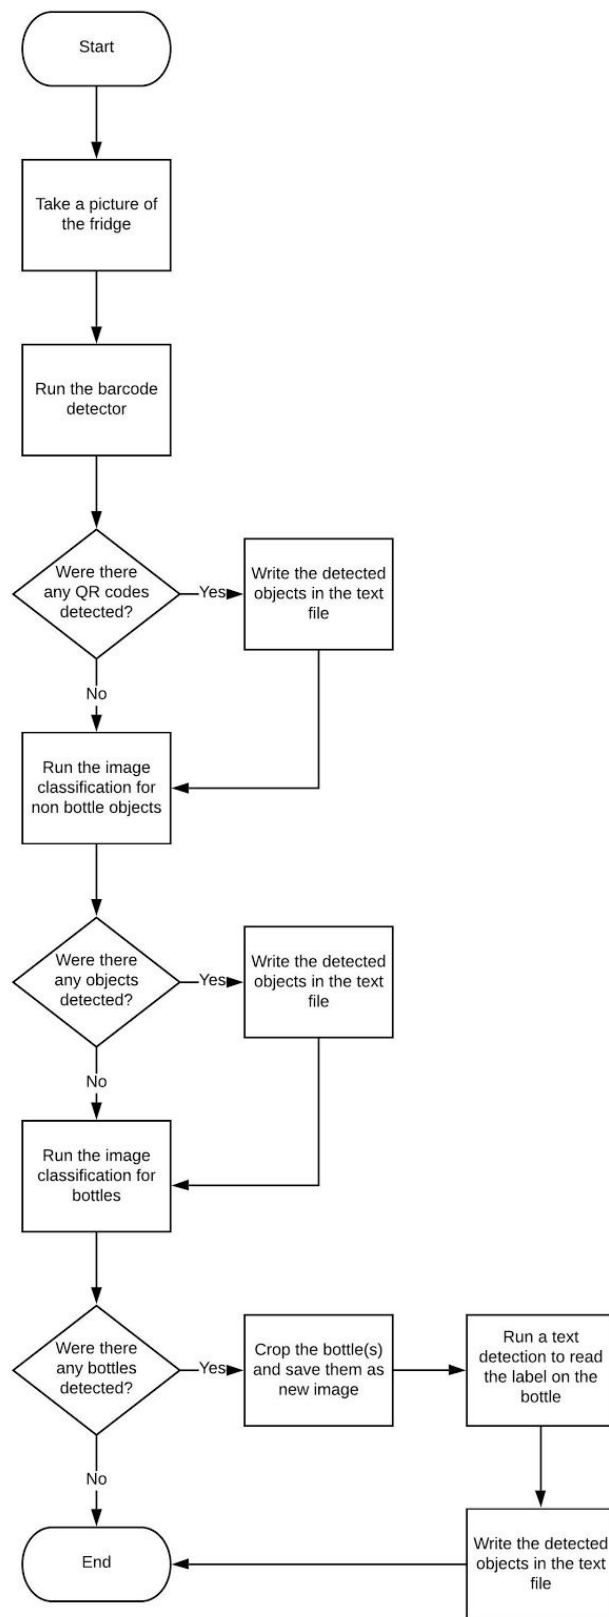 Start
Take a picture of
the fridge
Run the barcode
detector
Were there
any QR codes
detected?
Yes
Write the detected
objects in the text
file
No
Run the image
classification for
non bottle objects
Were there
any objects
detected?
Yes
Write the detected
objects in the text
file
No
Run the image
classification for
bottles
Were there
any bottles
detected?
Yes
Crop the bottle(s)
and save them as
new image
Run a text
detection to read
the label on the
bottle
No
Write the detected
objects in the text
file
End